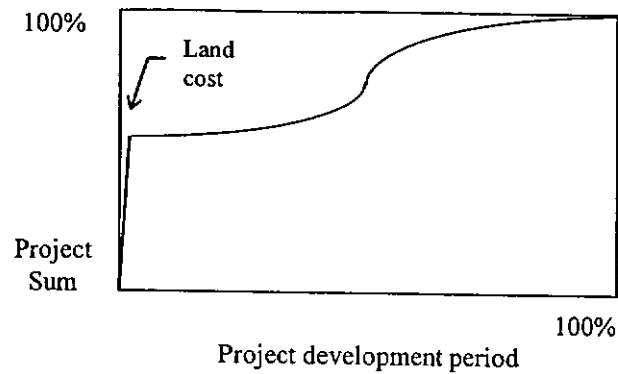 100%
Land
cost
Project
Sum
100%
Project development period